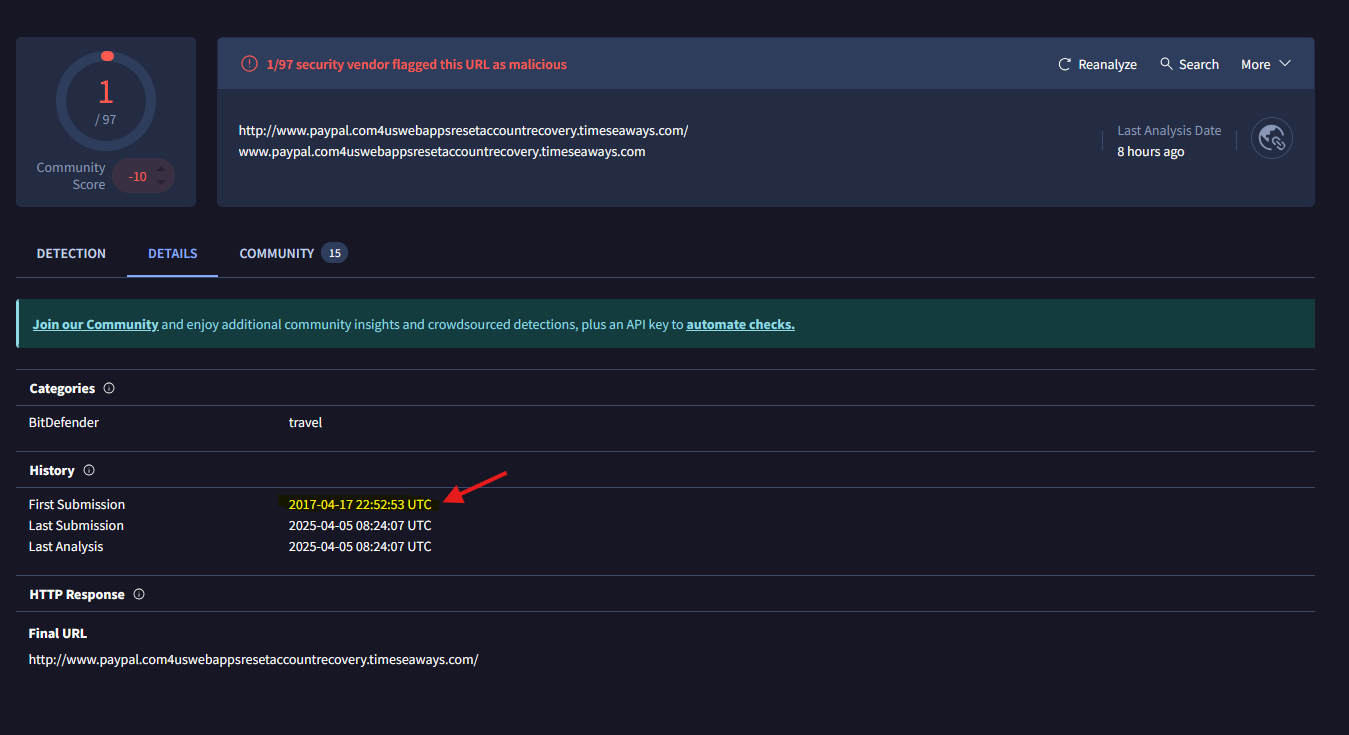 1/97 security vendor flagged this URL as malicious
Reanalyze Search More
1
/ 97
http://www.paypal.com4uswebappsresetaccountrecovery.timeseaways.com/
www.paypal.com4uswebappsresetaccountrecovery.timeseaways.com
Last Analysis Date
8 hours ago
Community
Score
-10
DETECTION DETAILS COMMUNITY 15
Join our Community and enjoy additional community insights and crowdsourced detections, plus an API key to automate checks.
Categories
BitDefender travel
History
First Submission 2017-04-17 22:52:53 UTC
Last Submission 2025-04-05 08:24:07 UTC
Last Analysis 2025-04-05 08:24:07 UTC
HTTP Response
Final URL
http://www.paypal.com4uswebappsresetaccountrecovery.timeseaways.com/